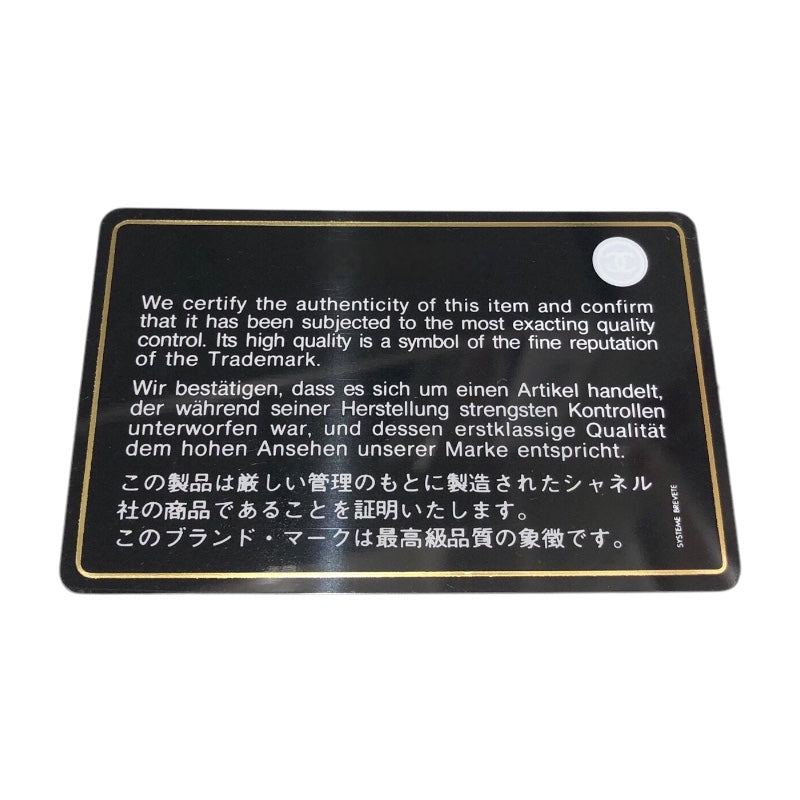 We certify the authenticity of this item and confirm
that it has been subjected to the most exacting quality
control. Its high quality is a symbol of the fine reputation
of the Trademark.
Wir bestätigen, dass es sich um einen Artikel handelt,
der während seiner Herstellung strengsten Kontrollen
unterworfen war, und dessen erstklassige Qualität
dem hohen Ansehen unserer Marke entspricht.
この製品は厳しい管理のもとに製造されたシャネル
社の商品であることを証明いたします。
このブランド・マークは最高級品質の象徴です。
SYSTEME BREVETE